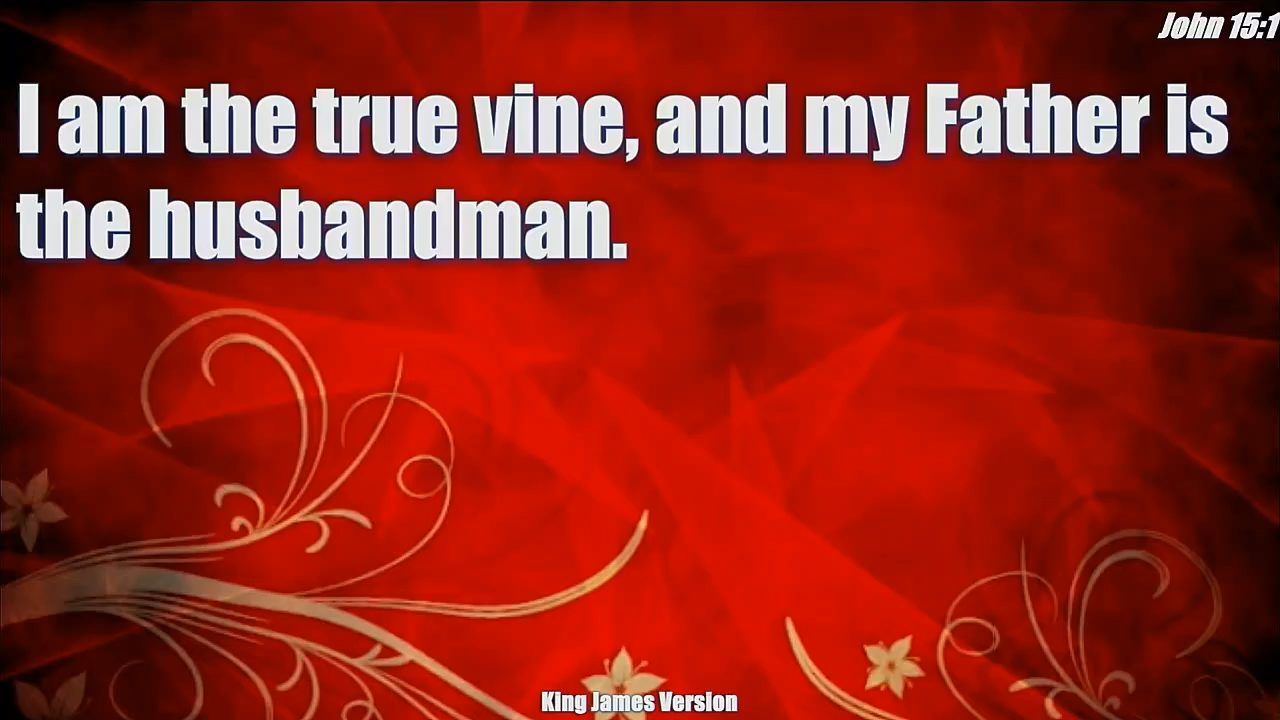 John 15:1
I am the true vine, and my Father is
the husbandman.
King James Version